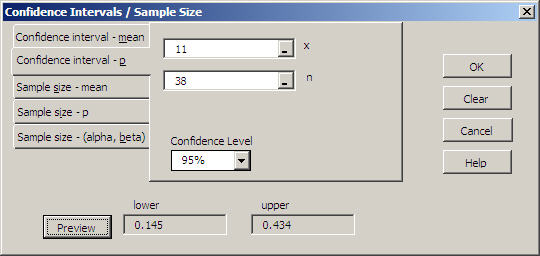 Confidence Intervals / Sample Size
Confidence interval - mean
Confidence interval - p
Sample size - mean
Sample size - p
Sample size - (alpha, beta)
11 x
38 n
Confidence Level
95%
OK
Clear
Cancel
Help
Preview
lower upper
0.145 0.434